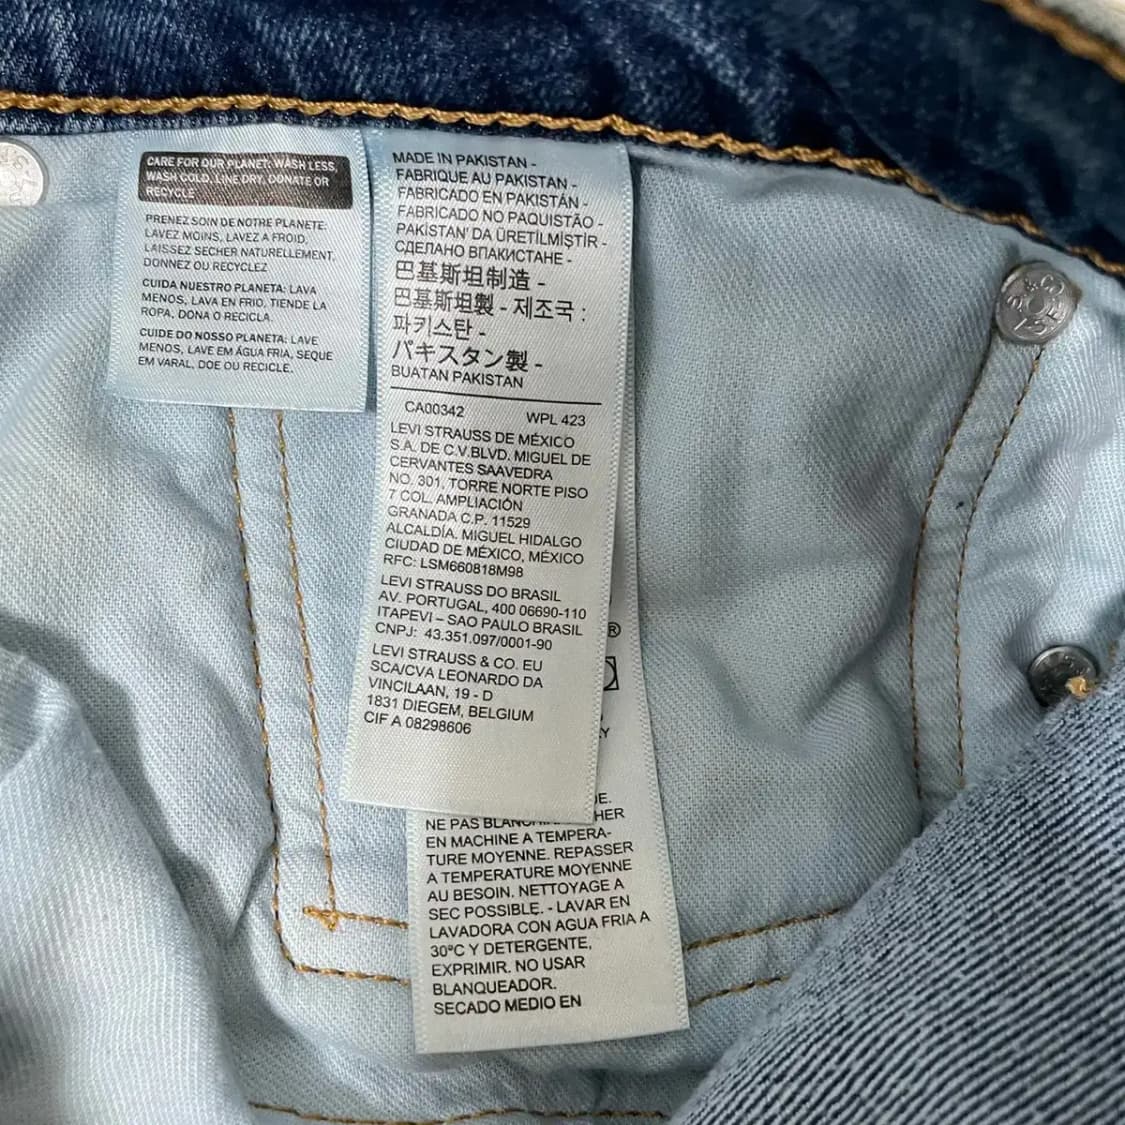 CARE FOR OUR PLANET: WASH LESS,
WASH COLD, LINE DRY, DONATE OR
RECYCLE
PRENEZ SOIN DE NOTRE PLANETE:
LAVEZ MOINS, LAVEZ A FROID,
LAISSEZ SECHER NATURELLEMENT,
DONNEZ OU RECYCLEZ
CUIDA NUESTRO PLANETA: LAVA
MENOS, LAVA EN FRIO, TIENDE LA
ROPA, DONA O RECICLA.
CUIDE DO NOSSO PLANETA: LAVE
MENOS, LAVE EM ÁGUA FRIA, SEQUE
EM VARAL, DOE OU RECICLE.
MADE IN PAKISTAN -
FABRIQUE AU PAKISTAN -
FABRICADO EN PAKISTÁN -
FABRICADO NO PAQUISTÃO -
PAKİSTAN' DA ÜRETİLMİŞTİR -
СДЕЛАНО ВПАКИСТАНЕ -
巴基斯坦制造 -
巴基斯坦製 - 제조국 :
파키스탄 -
パキスタン製 -
BUATAN PAKISTAN
CA00342 WPL 423
LEVI STRAUSS DE MÉXICO
S.A. DE C.V.BLVD. MIGUEL DE
CERVANTES SAAVEDRA
NO. 301. TORRE NORTE PISO
7 COL. AMPLIACIÓN
GRANADA C.P. 11529
ALCALDÍA. MIGUEL HIDALGO
CIUDAD DE MÉXICO, MÉXICO
RFC: LSM660818M98
LEVI STRAUSS DO BRASIL
AV. PORTUGAL, 400 06690-110
ITAPEVI – SAO PAULO BRASIL
CNPJ: 43.351.097/0001-90
LEVI STRAUSS & CO. EU
SCA/CVA LEONARDO DA
VINCILAAN, 19 - D
1831 DIEGEM, BELGIUM
CIF A 08298606
®
NE PAS
EN MACHINE A TEMPERA-
TURE MOYENNE. REPASSER
A TEMPERATURE MOYENNE
AU BESOIN. NETTOYAGE A
SEC POSSIBLE. - LAVAR EN
LAVADORA CON AGUA FRIA A
30ºC Y DETERGENTE,
EXPRIMIR. NO USAR
BLANQUEADOR.
SECADO MEDIO EN